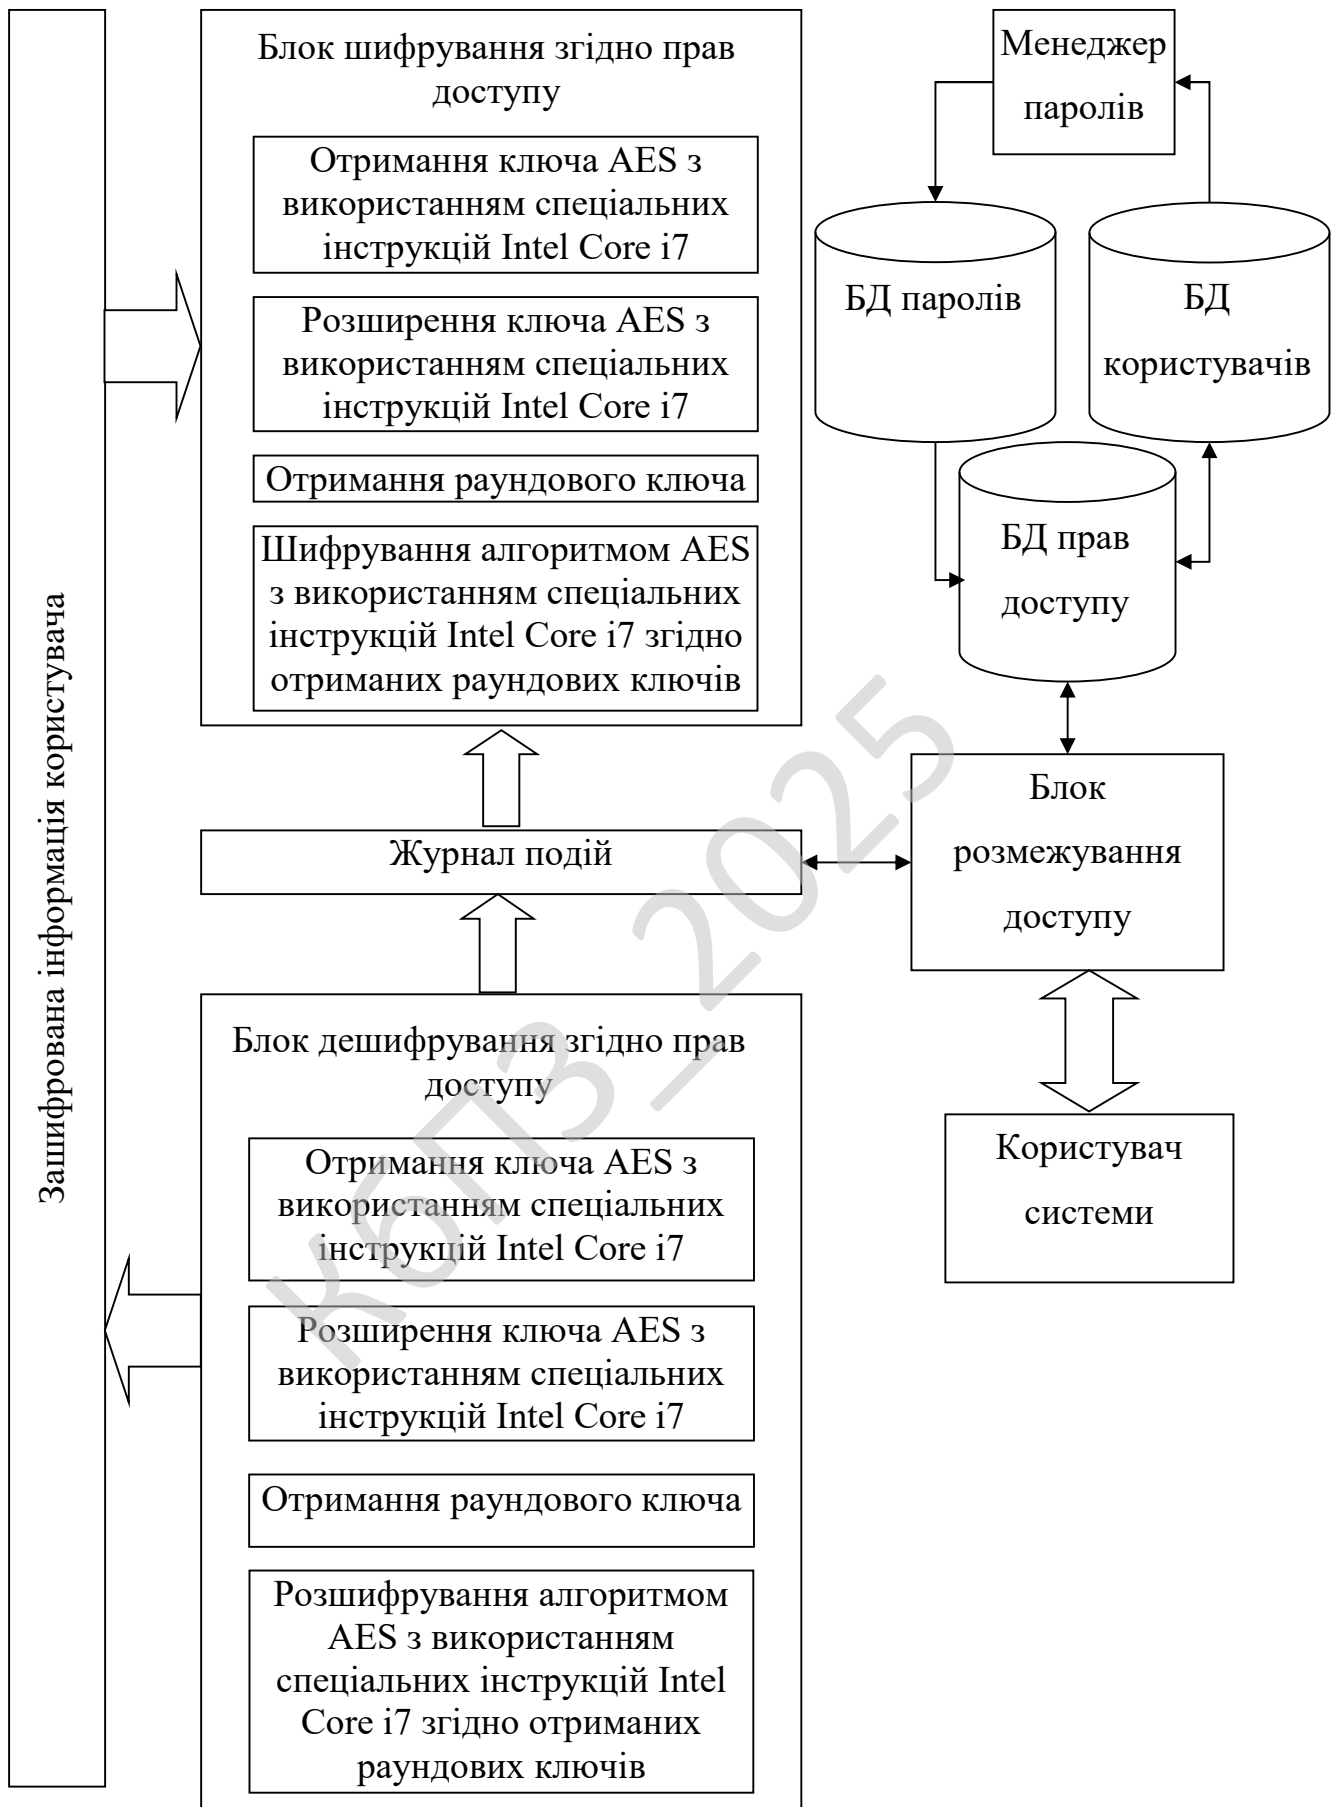 Зашифрована інформація користувача
Блок шифрування згідно прав
доступу
Отримання ключа AES з
використанням спеціальних
інструкцій Intel Core i7
Розширення ключа AES з
використанням спеціальних
інструкцій Intel Core i7
Отримання раундового ключа
Шифрування алгоритмом AES
з використанням спеціальних
інструкцій Intel Core i7 згідно
отриманих раундових ключів
Журнал подій
Блок дешифрування згідно прав
доступу
Отримання ключа AES з
використанням спеціальних
інструкцій Intel Core i7
Розширення ключа AES з
використанням спеціальних
інструкцій Intel Core i7
Отримання раундового ключа
Розшифрування алгоритмом
AES з використанням
спеціальних інструкцій Intel
Core i7 згідно отриманих
раундових ключів
Менеджер
паролів
БД паролів
БД
користувачів
БД прав
доступу
Блок
розмежування
доступу
Користувач
системи
КбПЗ_2025